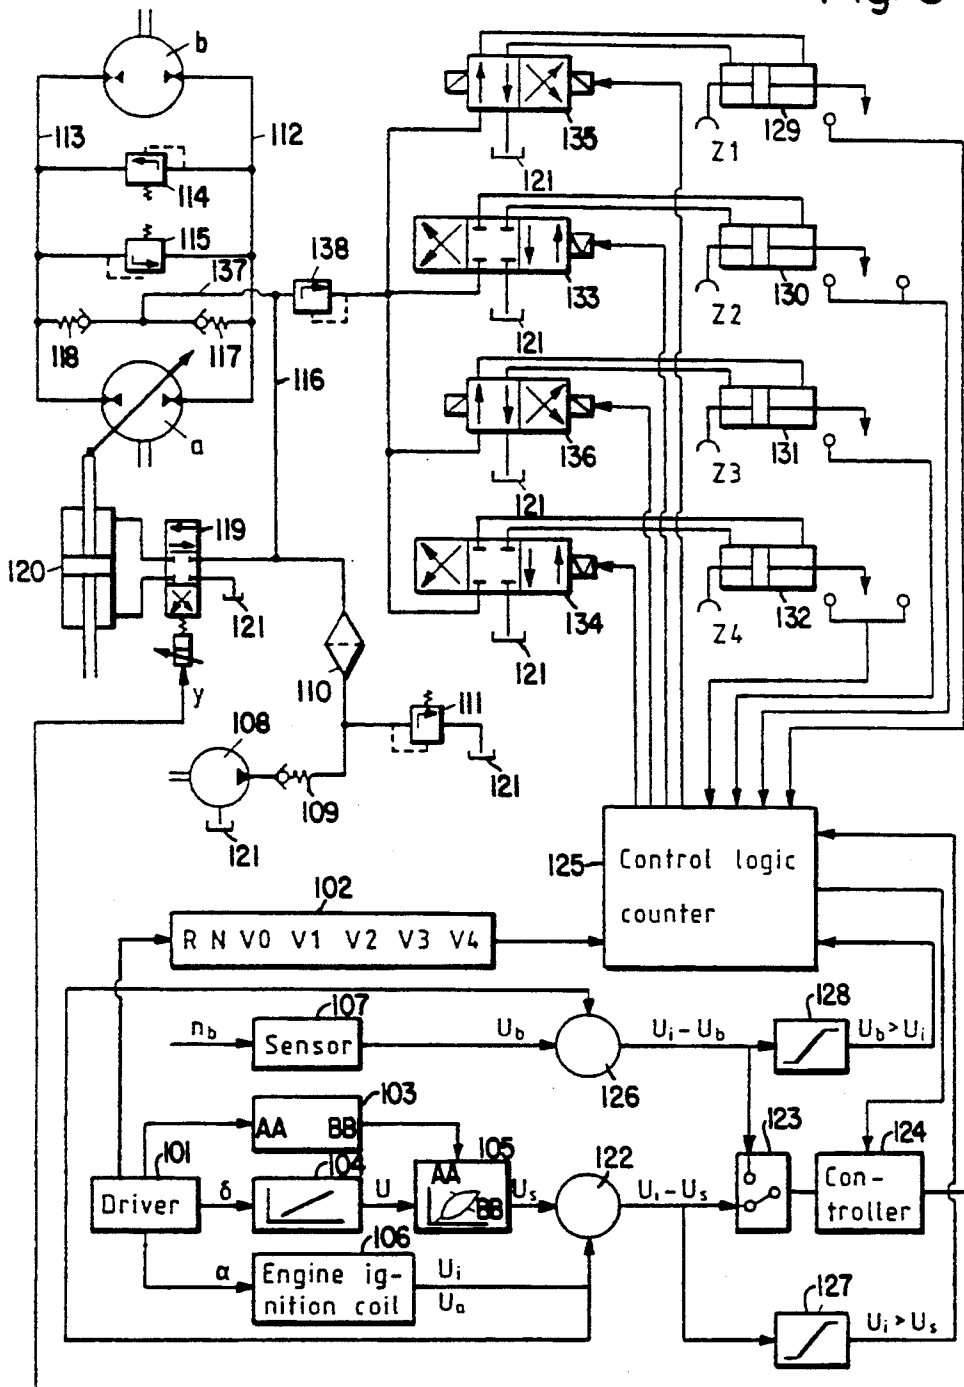 b
113
112
114
115
137
138
118
117
116
a
119
120
121
y
110
111
108
109
121
121
135
121
129
Z1
133
121
130
Z2
136
121
131
Z3
134
121
132
Z4
125
Control logic
counter
102
R N V0 V1 V2 V3 V4
107
n_b
Sensor
U_b
126
U_i - U_b
128
U_b > U_i
103
AA BB
101
Driver
δ
104
U
105
AA
BB
U_s
122
U_i - U_s
123
124
Con-
troller
α
106
Engine ig-
nition coil
U_i
U_a
127
U_i > U_s